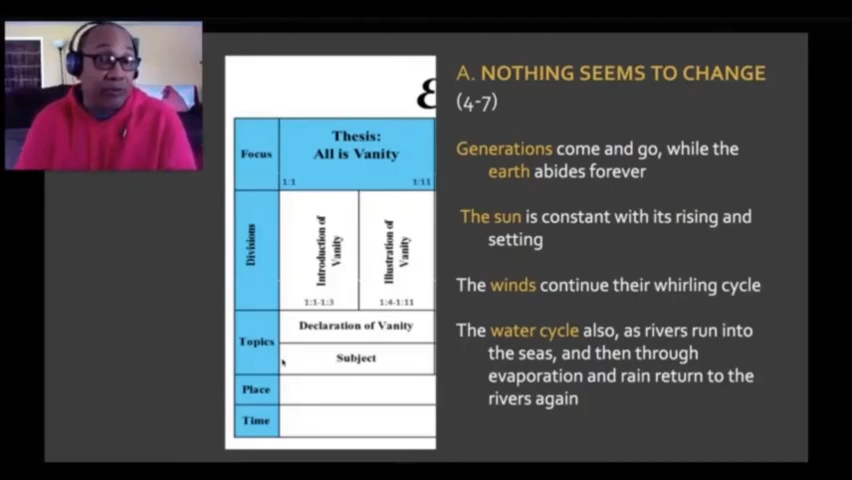 Focus
Thesis:
All is Vanity
1:1
1:11
Divisions
Introduction of
Vanity
1:1-1:3
Illustration of
Vanity
1:4-1:11
Topics
Declaration of Vanity
Subject
Place
Time
A. NOTHING SEEMS TO CHANGE
(4-7)
Generations come and go, while the
earth abides forever
The sun is constant with its rising and
setting
The winds continue their whirling cycle
The water cycle also, as rivers run into
the seas, and then through
evaporation and rain return to the
rivers again